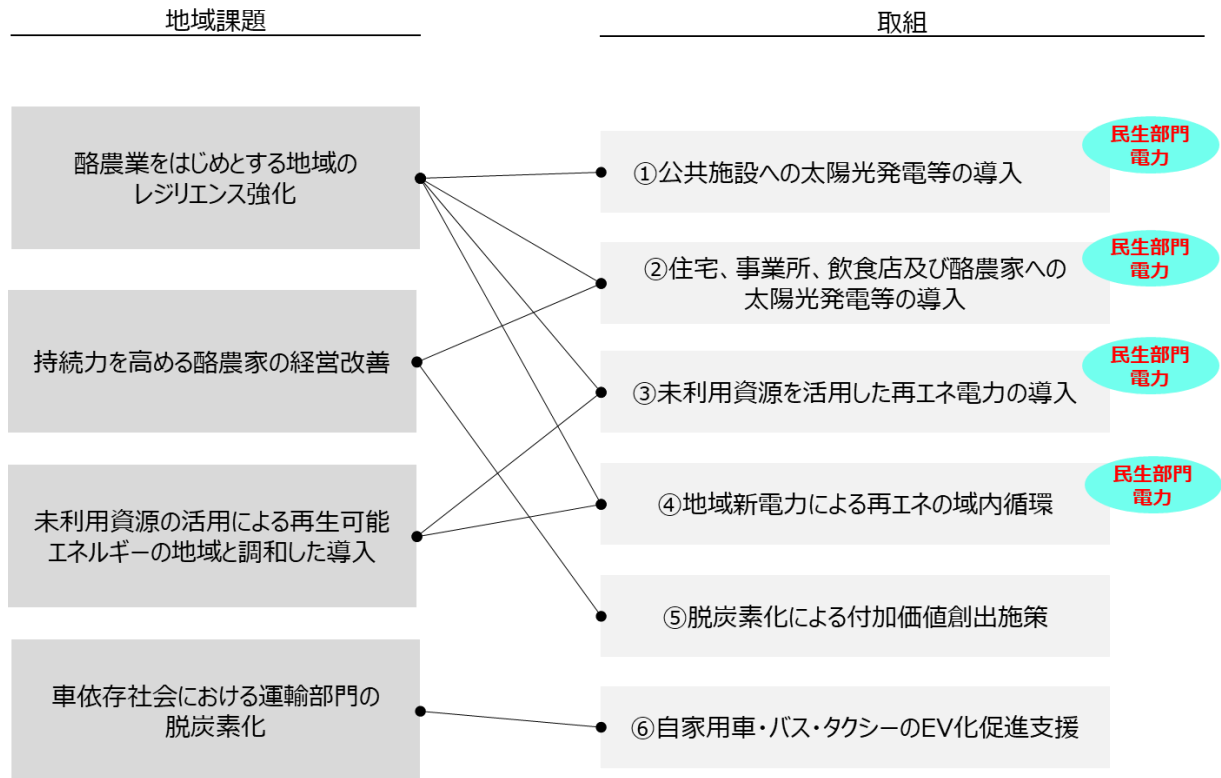 地域課題
取組
酪農業をはじめとする地域の
レジリエンス強化
持続力を高める酪農家の経営改善
未利用資源の活用による再生可能
エネルギーの地域と調和した導入
車依存社会における運輸部門の
脱炭素化
民生部門
電力
①公共施設への太陽光発電等の導入
民生部門
電力
②住宅、事業所、飲食店及び酪農家への
太陽光発電等の導入
民生部門
電力
③未利用資源を活用した再エネ電力の導入
民生部門
電力
④地域新電力による再エネの域内循環
⑤脱炭素化による付加価値創出施策
⑥自家用車・バス・タクシーのEV化促進支援